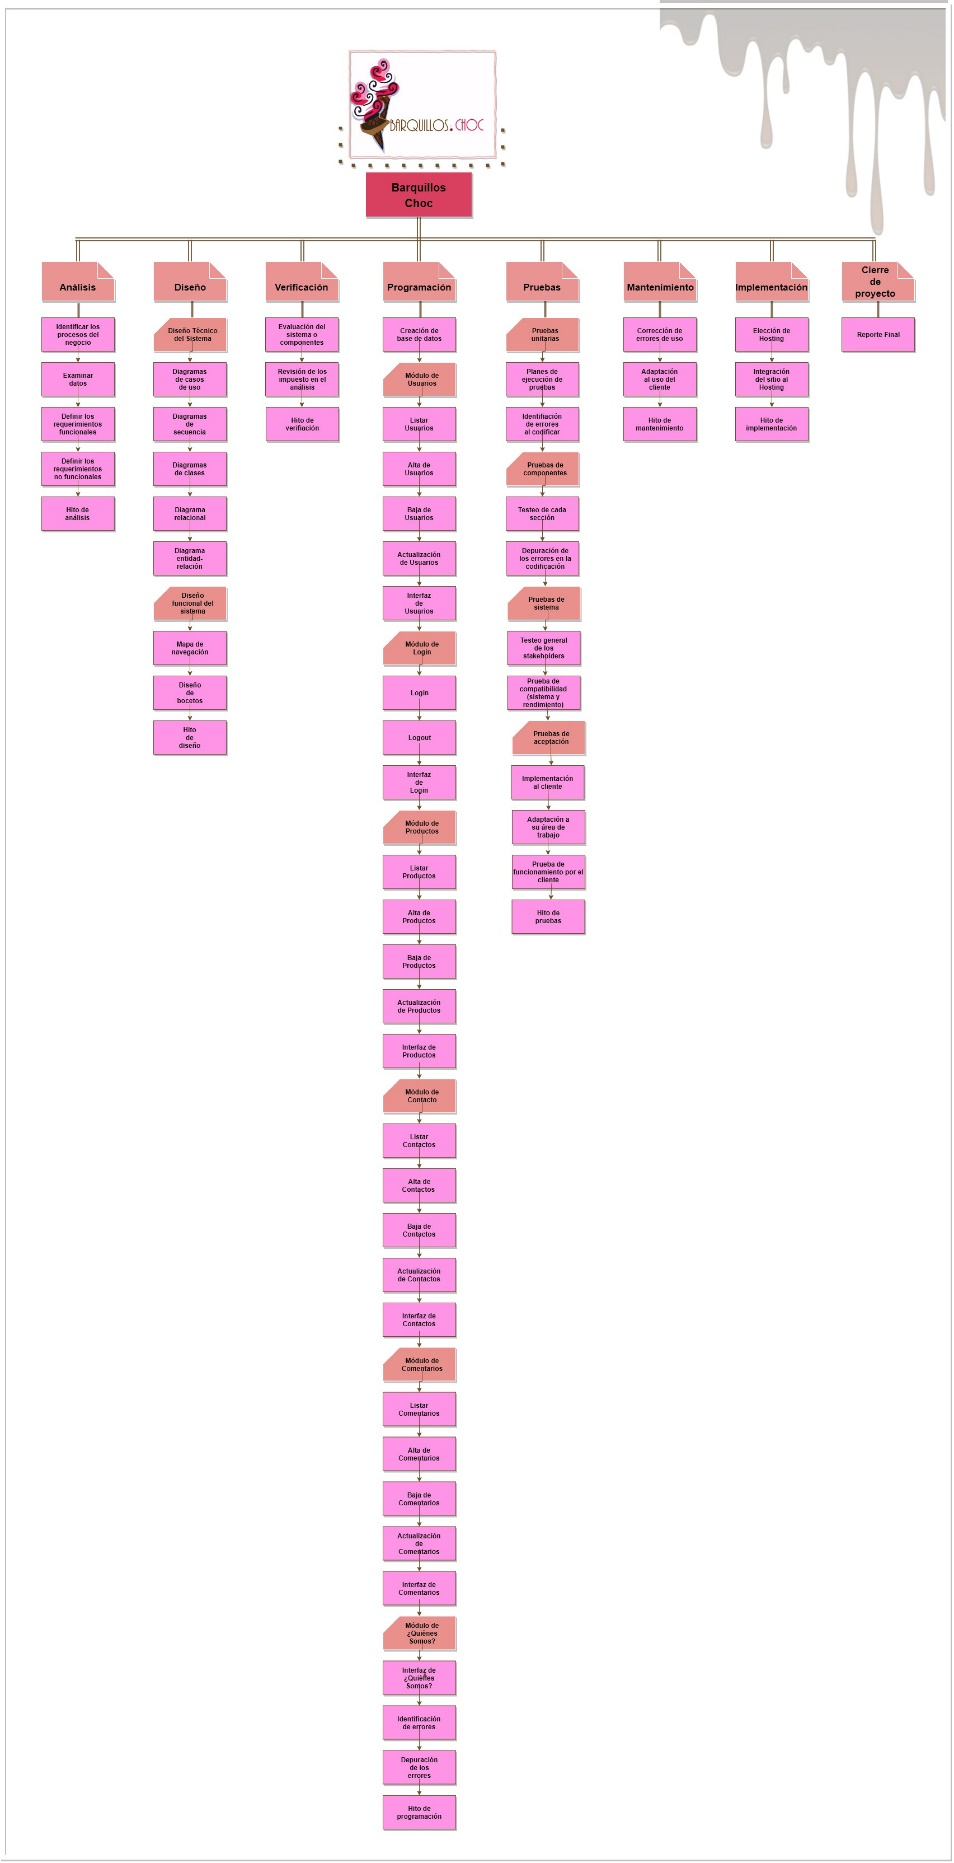 BARQUILLOS.CHOC
Barquillos
Choc
Análisis
Identificar los
procesos del
negocio
Examinar
datos
Definir los
requerimientos
funcionales
Definir los
requerimientos
no funcionales
Hito de
análisis
Diseño
Diseño Técnico
del Sistema
Diagramas
de casos
de uso
Diagramas
de
secuencia
Diagramas
de clases
Diagrama
relacional
Diagrama
entidad-
relación
Diseño
funcional del
sistema
Mapa de
navegación
Diseño
de
bocetos
Hito
de
diseño
Verificación
Evaluación del
sistema o
componentes
Revisión de los
impuesto en el
análisis
Hito de
verifiación
Programación
Creación de
base de datos
Módulo de
Usuarios
Listar
Usuarios
Alta de
Usuarios
Baja de
Usuarios
Actualización
de Usuarios
Interfaz
de
Usuarios
Módulo de
Login
Login
Logout
Interfaz
de
Login
Módulo de
Productos
Listar
Productos
Alta de
Productos
Baja de
Productos
Actualización
de Productos
Interfaz de
Productos
Módulo de
Contacto
Listar
Contactos
Alta de
Contactos
Baja de
Contactos
Actualización
de Contactos
Interfaz de
Contactos
Módulo de
Comentarios
Listar
Comentarios
Alta de
Comentarios
Baja de
Comentarios
Actualización
de
Comentarios
Interfaz de
Comentarios
Módulo de
¿Quiénes
Somos?
Interfaz de
¿Quiénes
Somos?
Identificación
de errores
Depuración
de los
errores
Hito de
programación
Pruebas
Pruebas
unitarias
Planes de
ejecución de
pruebas
Identifiación
de errores
al codificar
Pruebas de
componentes
Testeo de cada
sección
Depuración de
los errores en la
codificación
Pruebas de
sistema
Testeo general
de los
stakeholders
Prueba de
compatibilidad
(sistema y
rendimiento)
Pruebas de
aceptación
Implementación
al cliente
Adaptación a
su área de
trabajo
Prueba de
funcionamiento por el
cliente
Hito de
pruebas
Mantenimiento
Corrección de
errores de uso
Adaptación
al uso del
cliente
Hito de
mantenimiento
Implementación
Elección de
Hosting
Integración
del sitio al
Hosting
Hito de
implementación
Cierre
de
proyecto
Reporte Final